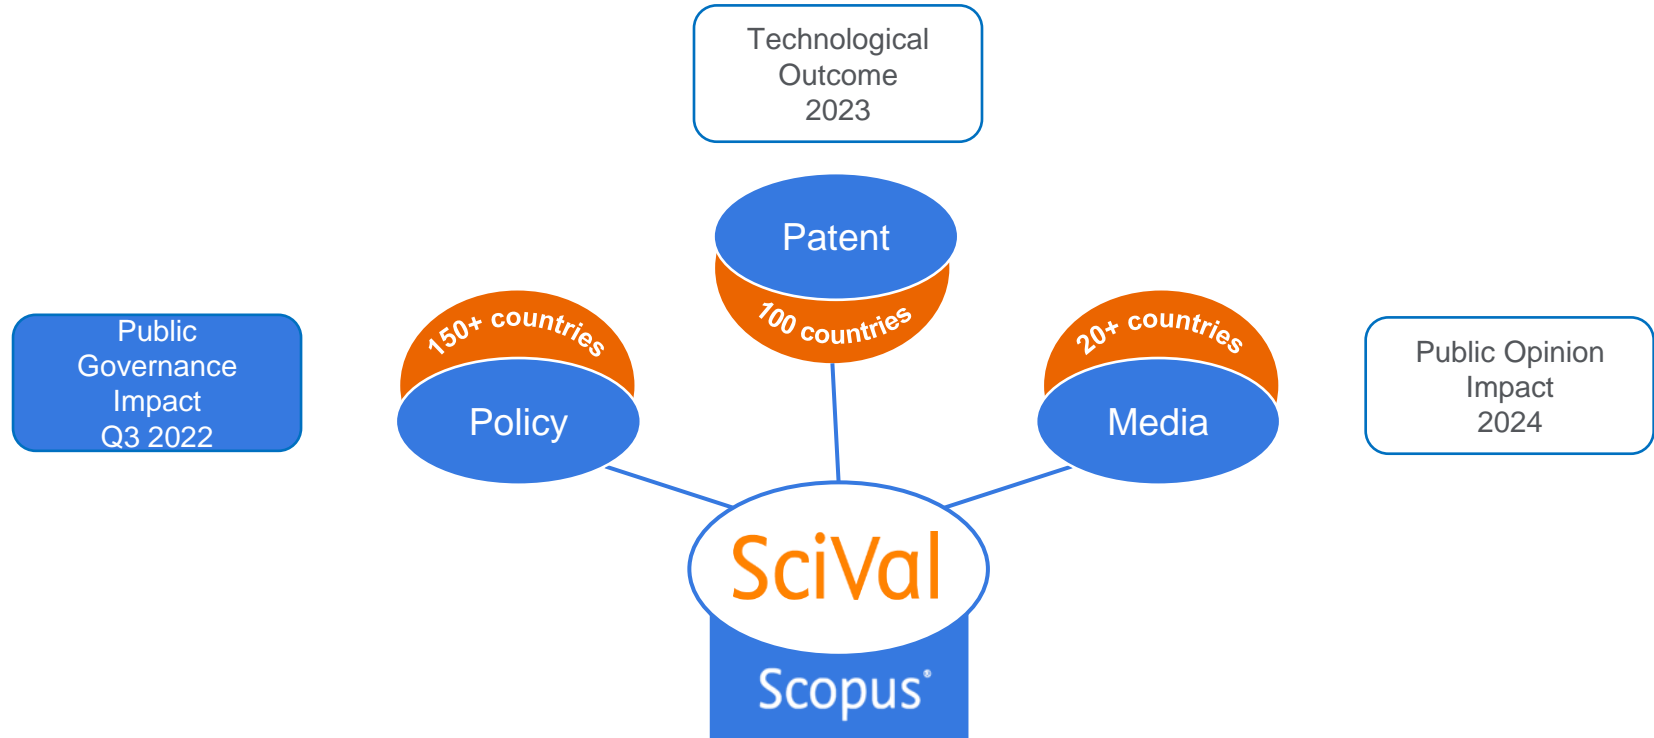 Technological
Outcome
2023
Patent
100 countries
150+ countries
Policy
20+ countries
Media
Public
Governance
Impact
Q3 2022
Public Opinion
Impact
2024
SciVal
Scopus®